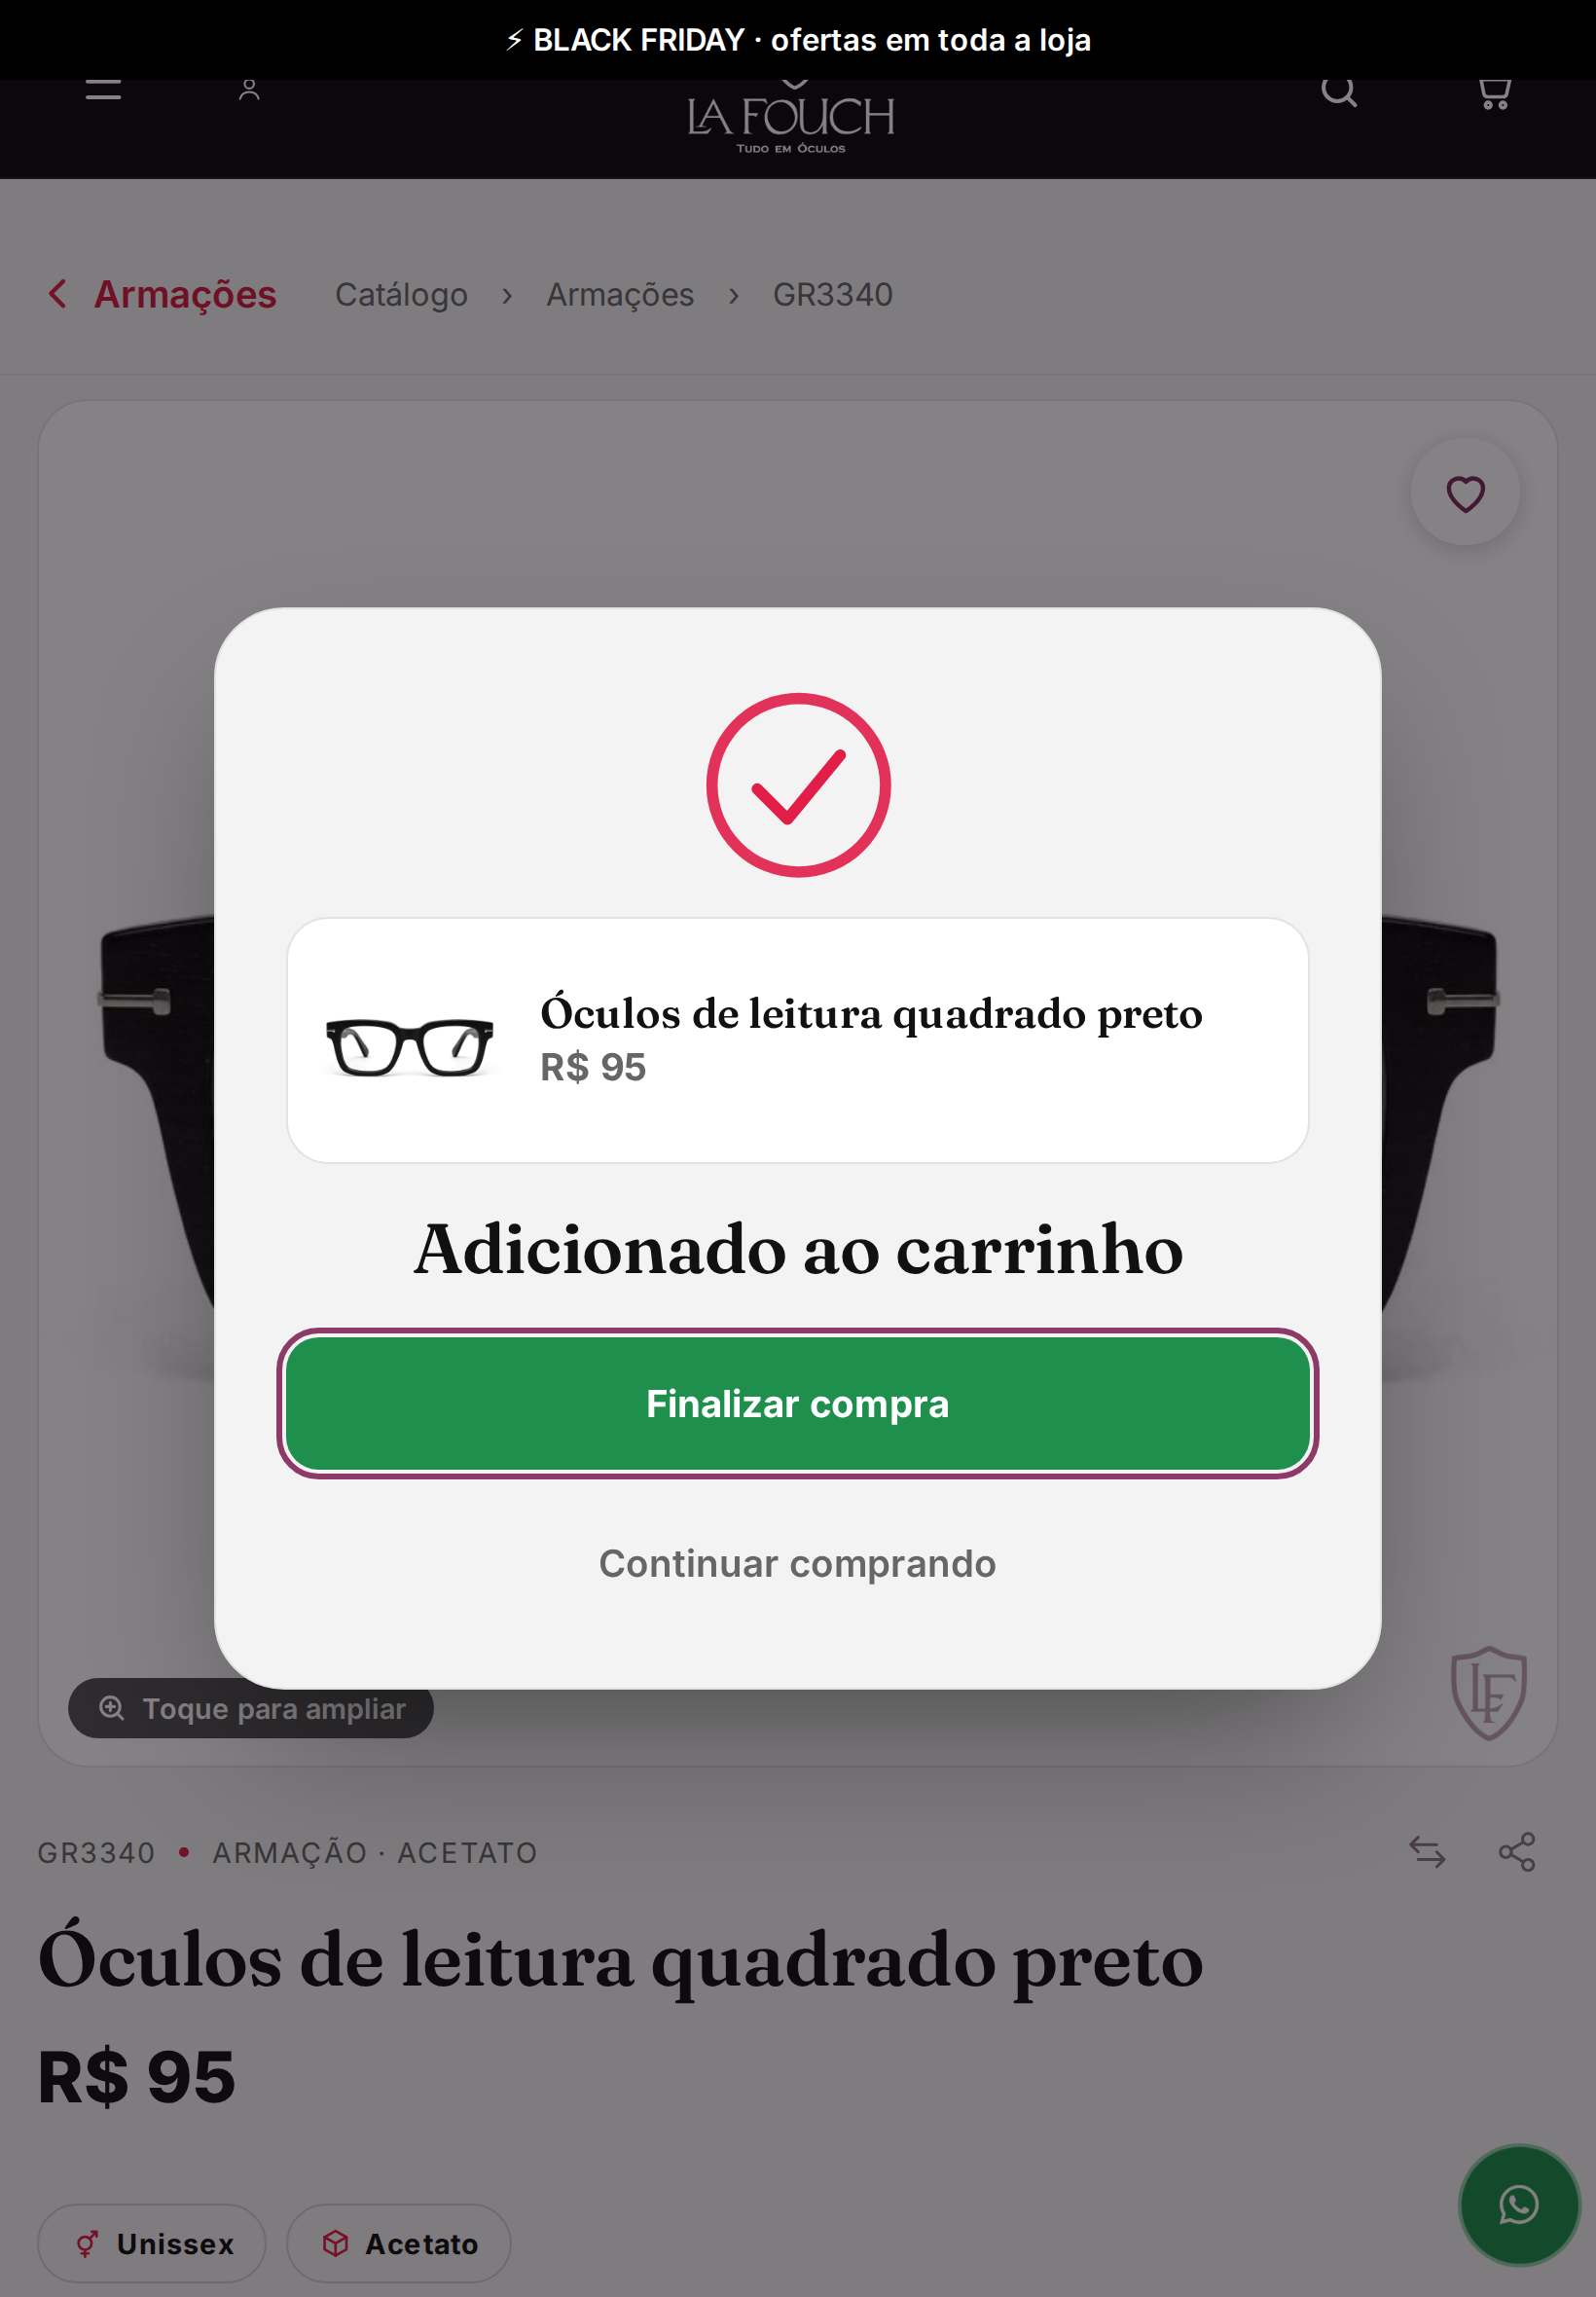 ⚡ BLACK FRIDAY · ofertas em toda a loja
LA FOUCH
TUDO EM ÓCULOS
Armações Catálogo › Armações › GR3340
Óculos de leitura quadrado preto
R$ 95
Adicionado ao carrinho
Finalizar compra
Continuar comprando
Toque para ampliar
LF
GR3340 • ARMAÇÃO · ACETATO
Óculos de leitura quadrado preto
R$ 95
Unissex Acetato